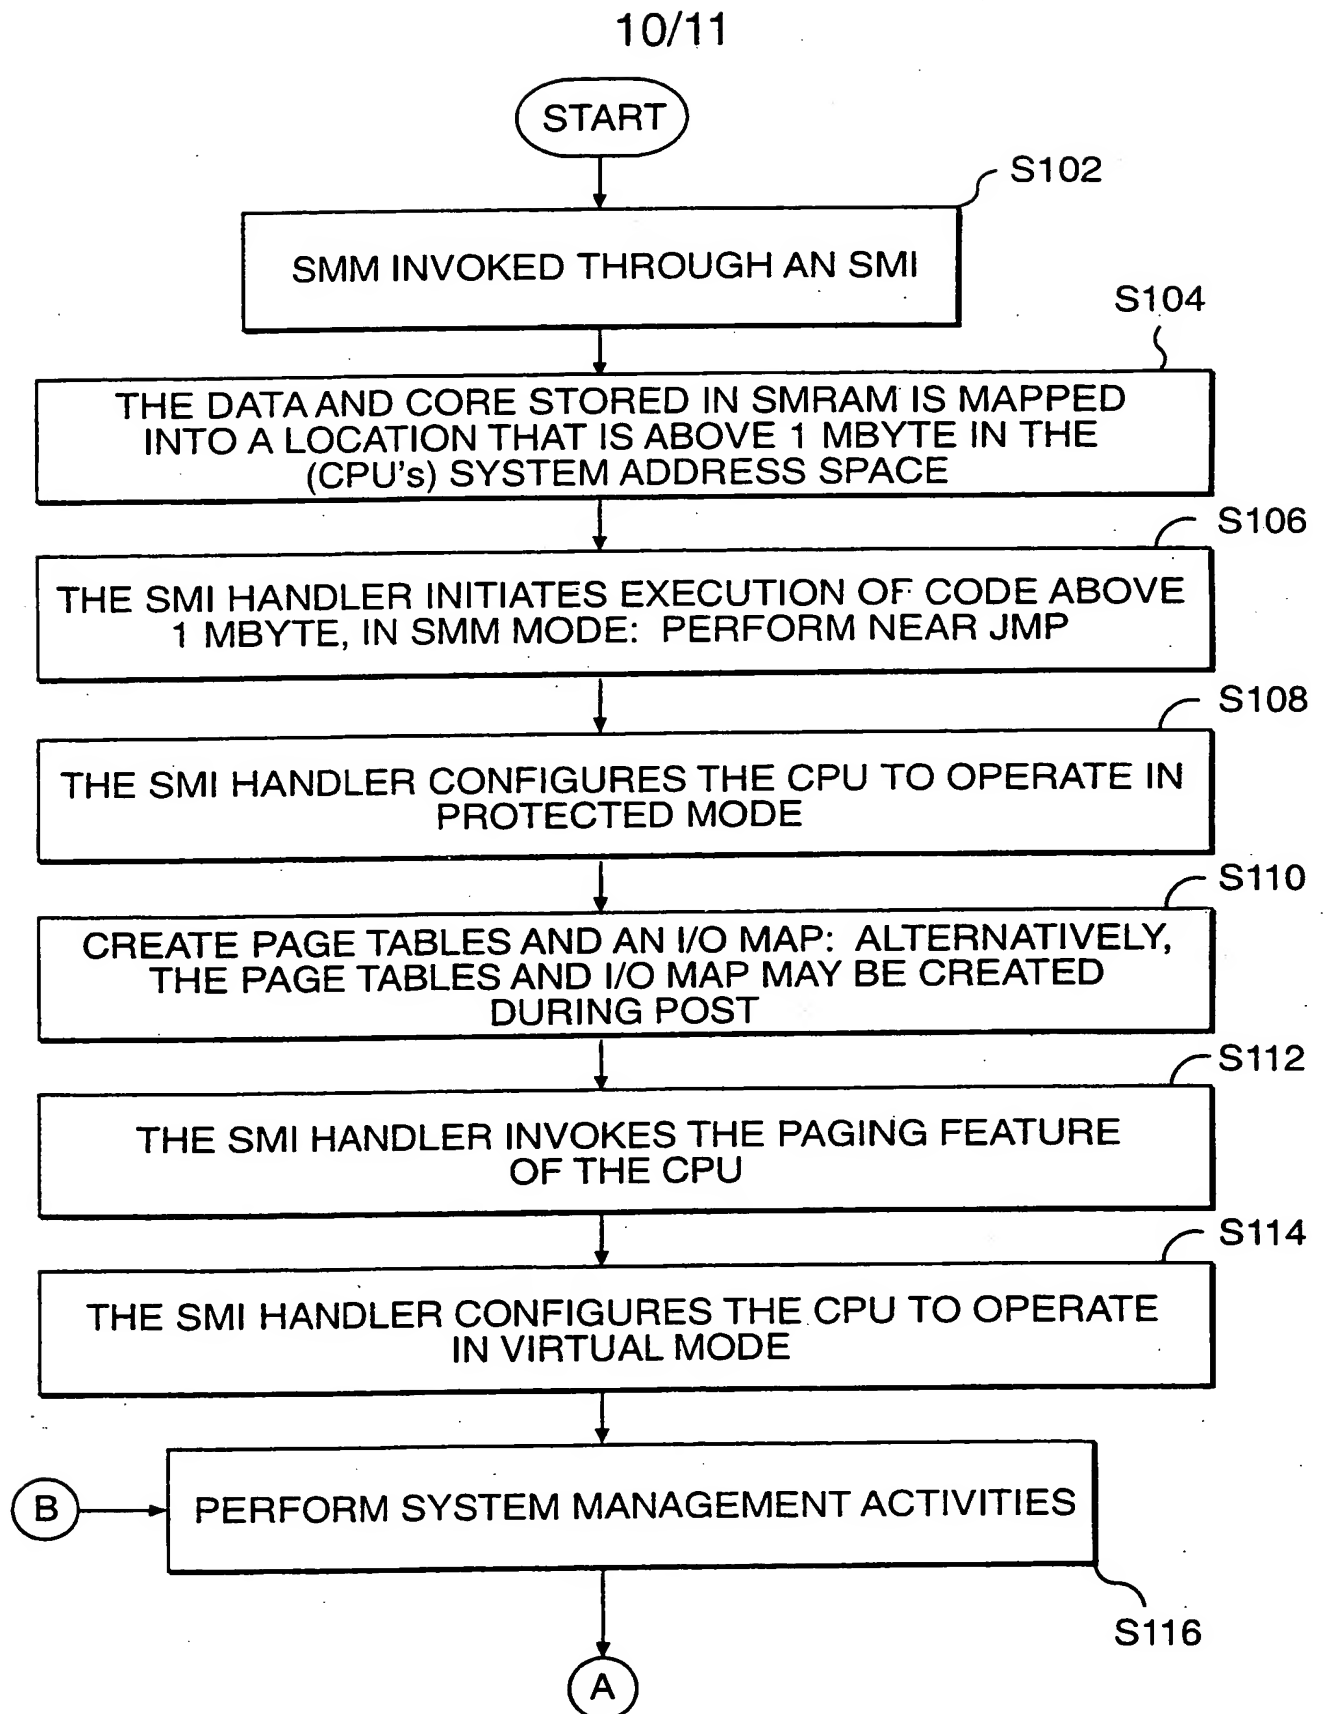 10/11
START
S102
SMM INVOKED THROUGH AN SMI
S104
THE DATA AND CORE STORED IN SMRAM IS MAPPED
INTO A LOCATION THAT IS ABOVE 1 MBYTE IN THE
(CPU's) SYSTEM ADDRESS SPACE
S106
THE SMI HANDLER INITIATES EXECUTION OF CODE ABOVE
1 MBYTE, IN SMM MODE: PERFORM NEAR JMP
S108
THE SMI HANDLER CONFIGURES THE CPU TO OPERATE IN
PROTECTED MODE
S110
CREATE PAGE TABLES AND AN I/O MAP: ALTERNATIVELY,
THE PAGE TABLES AND I/O MAP MAY BE CREATED
DURING POST
S112
THE SMI HANDLER INVOKES THE PAGING FEATURE
OF THE CPU
S114
THE SMI HANDLER CONFIGURES THE CPU TO OPERATE
IN VIRTUAL MODE
B
PERFORM SYSTEM MANAGEMENT ACTIVITIES
S116
A